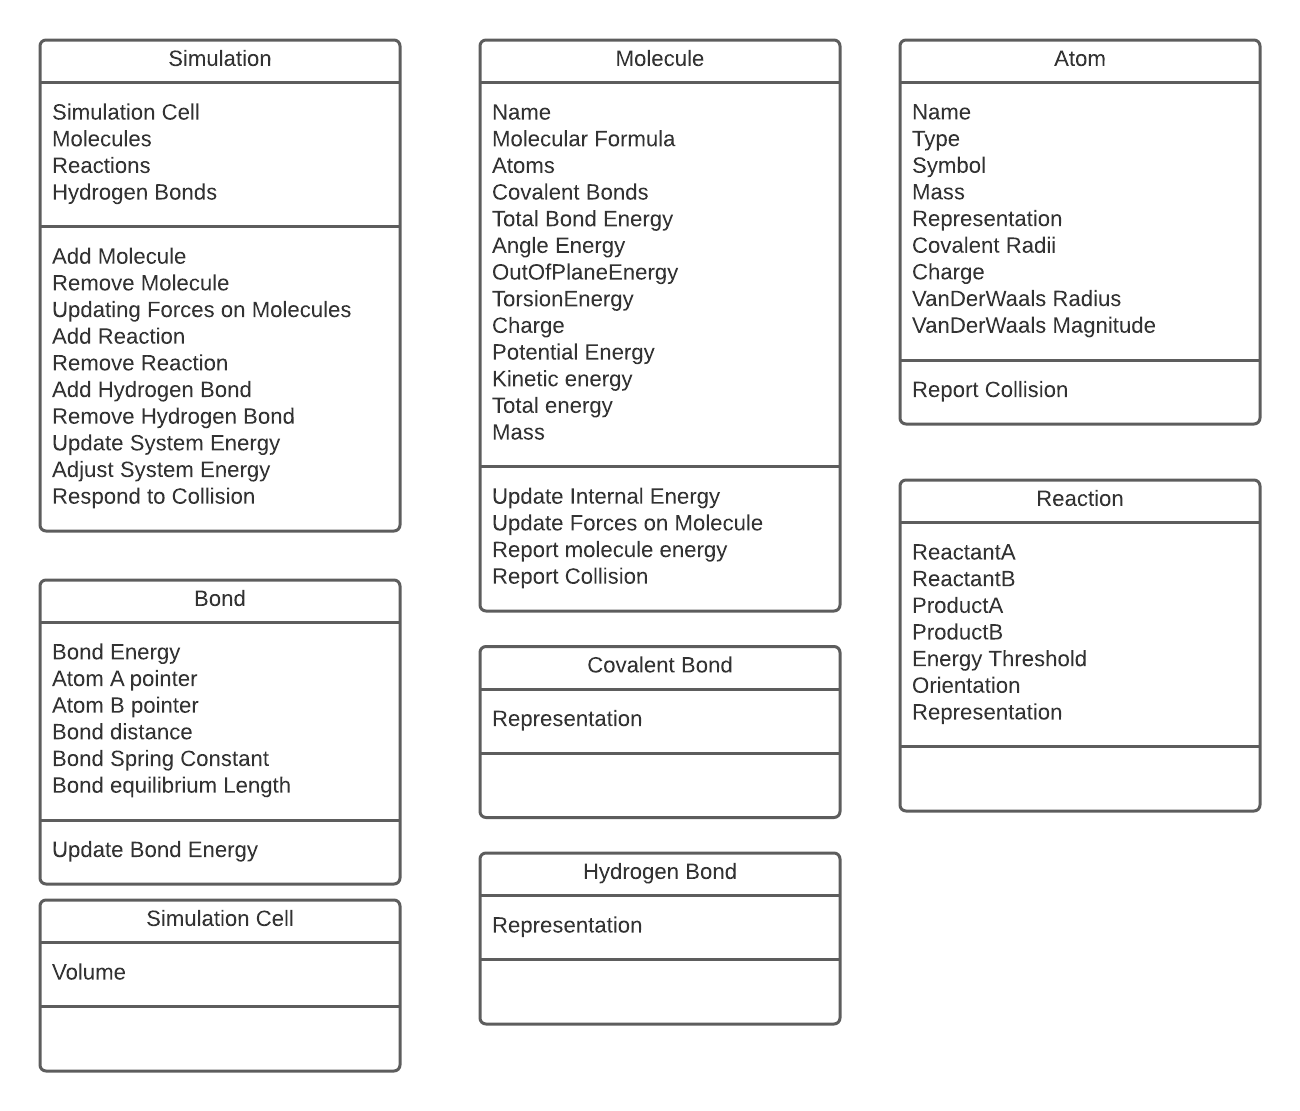 Simulation
Simulation Cell
Molecules
Reactions
Hydrogen Bonds
Add Molecule
Remove Molecule
Updating Forces on Molecules
Add Reaction
Remove Reaction
Add Hydrogen Bond
Remove Hydrogen Bond
Update System Energy
Adjust System Energy
Respond to Collision
Bond
Bond Energy
Atom A pointer
Atom B pointer
Bond distance
Bond Spring Constant
Bond equilibrium Length
Update Bond Energy
Simulation Cell
Volume
Molecule
Name
Molecular Formula
Atoms
Covalent Bonds
Total Bond Energy
Angle Energy
OutOfPlaneEnergy
TorsionEnergy
Charge
Potential Energy
Kinetic energy
Total energy
Mass
Update Internal Energy
Update Forces on Molecule
Report molecule energy
Report Collision
Covalent Bond
Representation
Hydrogen Bond
Representation
Atom
Name
Type
Symbol
Mass
Representation
Covalent Radii
Charge
VanDerWaals Radius
VanDerWaals Magnitude
Report Collision
Reaction
ReactantA
ReactantB
ProductA
ProductB
Energy Threshold
Orientation
Representation